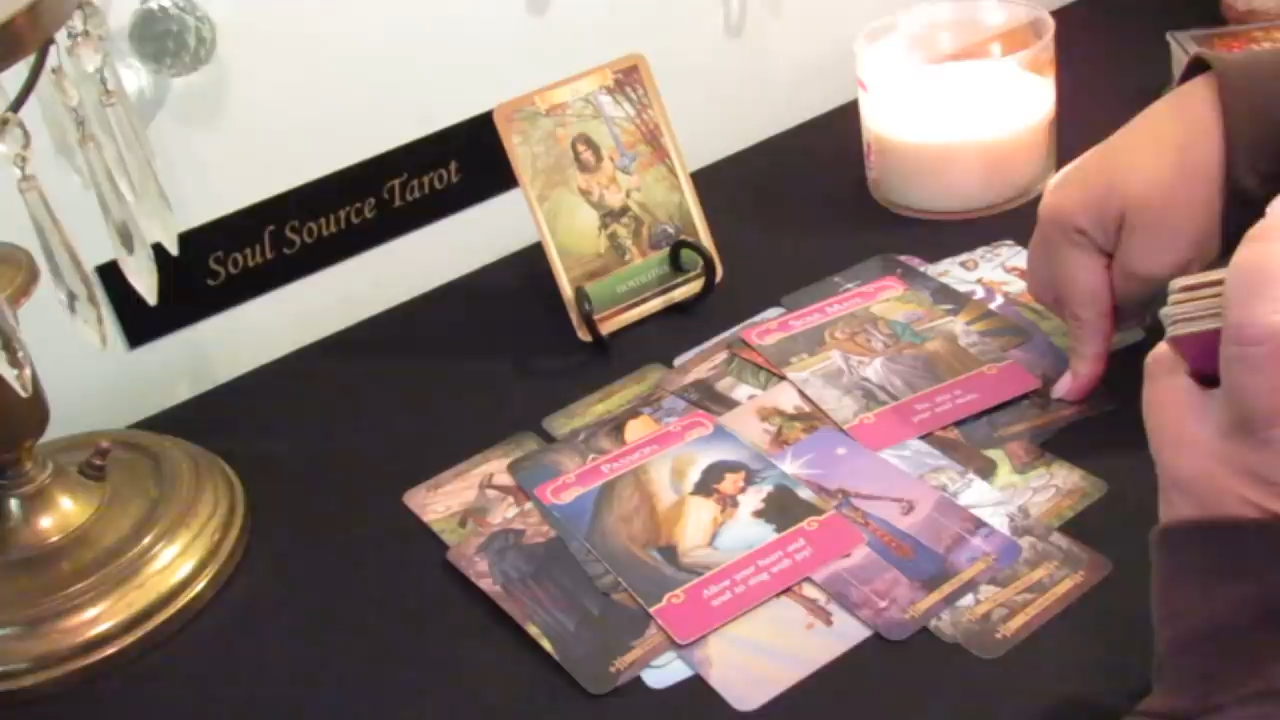 Soul Source Tarot
SOUL MATE
Yes, this is
your soul mate.
PASSION
Allow your heart and
soul to sing with joy!